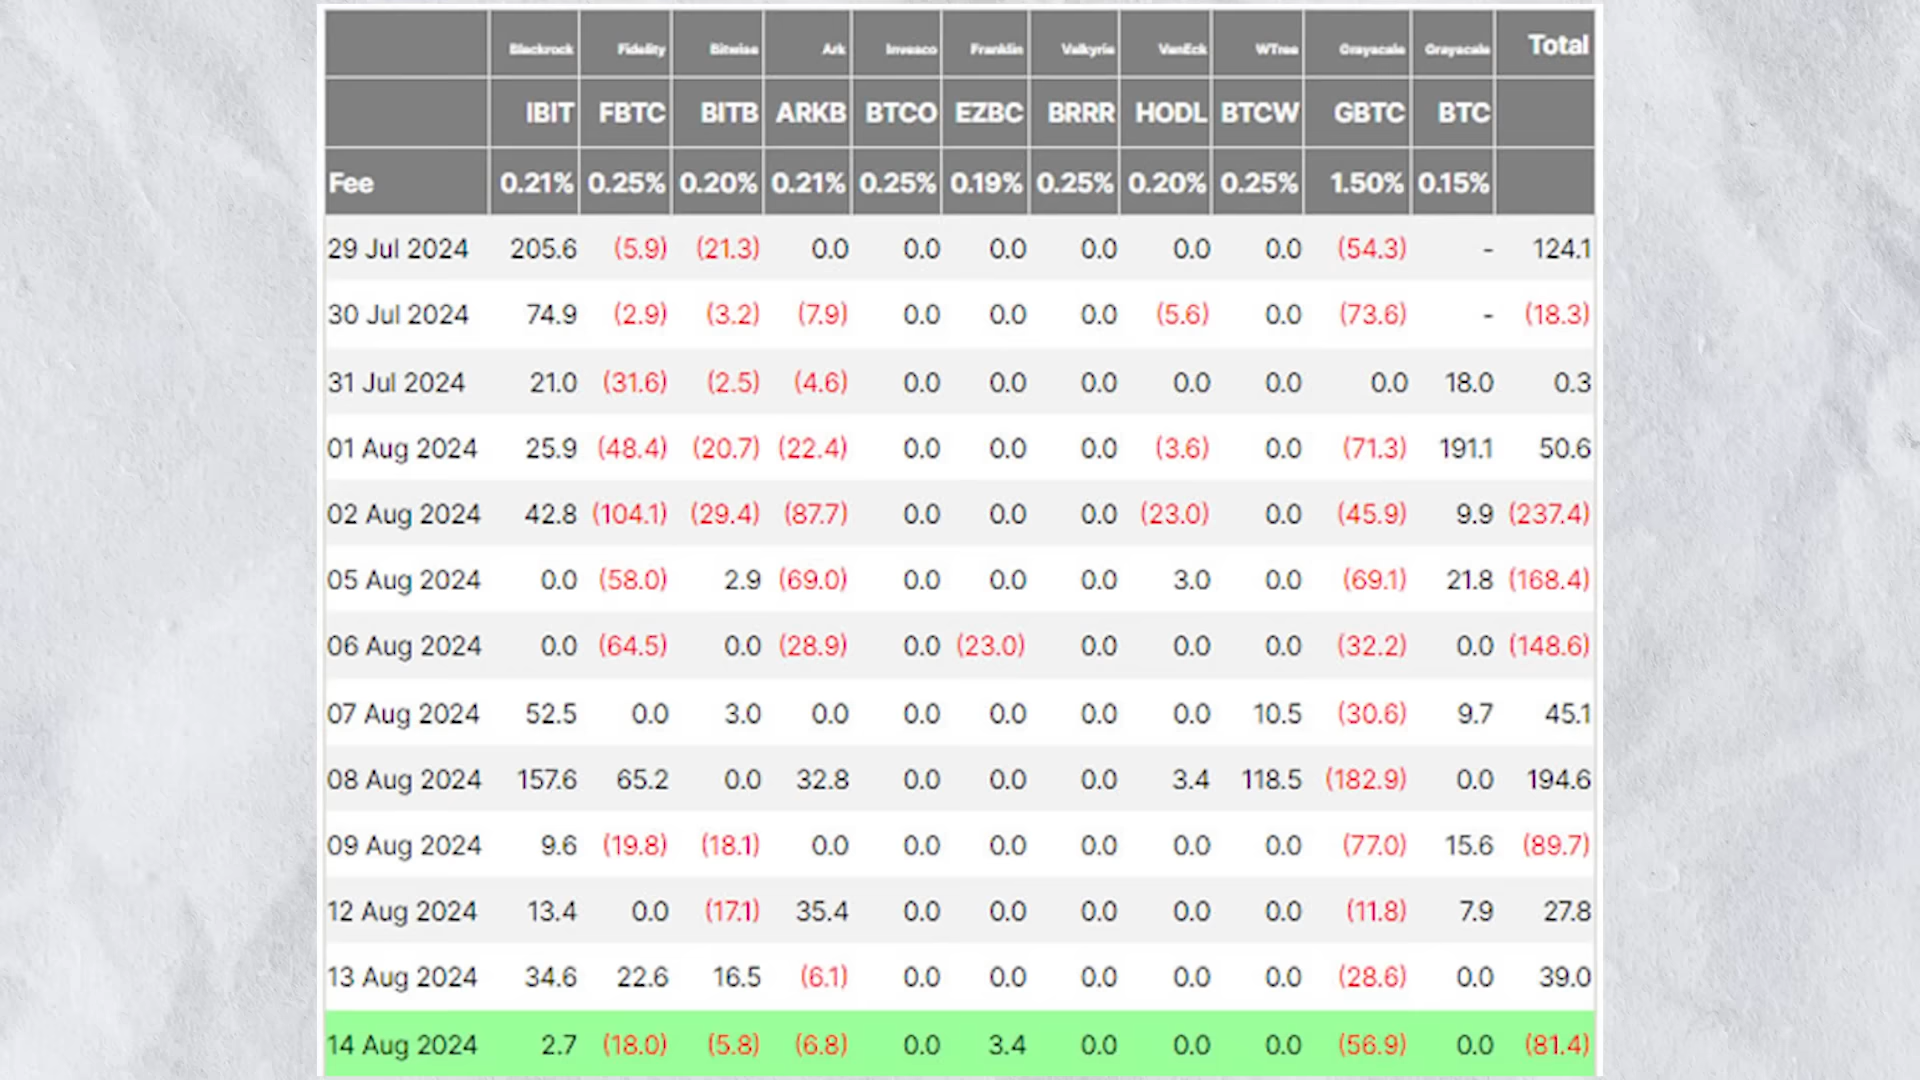 Blackrock Fidelity Bitwise Ark Invesco Franklin Valkyrie VanEck WTree Grayscale Grayscale Total
IBIT FBTC BITB ARKB BTCO EZBC BRRR HODL BTCW GBTC BTC
Fee 0.21% 0.25% 0.20% 0.21% 0.25% 0.19% 0.25% 0.20% 0.25% 1.50% 0.15%
29 Jul 2024 205.6 (5.9) (21.3) 0.0 0.0 0.0 0.0 0.0 0.0 (54.3) - 124.1
30 Jul 2024 74.9 (2.9) (3.2) (7.9) 0.0 0.0 0.0 (5.6) 0.0 (73.6) - (18.3)
31 Jul 2024 21.0 (31.6) (2.5) (4.6) 0.0 0.0 0.0 0.0 0.0 0.0 18.0 0.3
01 Aug 2024 25.9 (48.4) (20.7) (22.4) 0.0 0.0 0.0 (3.6) 0.0 (71.3) 191.1 50.6
02 Aug 2024 42.8 (104.1) (29.4) (87.7) 0.0 0.0 0.0 (23.0) 0.0 (45.9) 9.9 (237.4)
05 Aug 2024 0.0 (58.0) 2.9 (69.0) 0.0 0.0 0.0 3.0 0.0 (69.1) 21.8 (168.4)
06 Aug 2024 0.0 (64.5) 0.0 (28.9) 0.0 (23.0) 0.0 0.0 0.0 (32.2) 0.0 (148.6)
07 Aug 2024 52.5 0.0 3.0 0.0 0.0 0.0 0.0 0.0 10.5 (30.6) 9.7 45.1
08 Aug 2024 157.6 65.2 0.0 32.8 0.0 0.0 0.0 3.4 118.5 (182.9) 0.0 194.6
09 Aug 2024 9.6 (19.8) (18.1) 0.0 0.0 0.0 0.0 0.0 0.0 (77.0) 15.6 (89.7)
12 Aug 2024 13.4 0.0 (17.1) 35.4 0.0 0.0 0.0 0.0 0.0 (11.8) 7.9 27.8
13 Aug 2024 34.6 22.6 16.5 (6.1) 0.0 0.0 0.0 0.0 0.0 (28.6) 0.0 39.0
14 Aug 2024 2.7 (18.0) (5.8) (6.8) 0.0 3.4 0.0 0.0 0.0 (56.9) 0.0 (81.4)